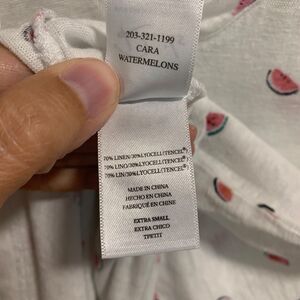 203-321-1199
CARA
WATERMELONS
70% LINEN/30%LYOCELL(TENCEL®)
70% LINO/30%LYOCELL(TENCEL®)
70% LIN/30%LYOCELL(TENCEL®)
MADE IN CHINA
HECHO EN CHINA
FABRIQUÉ EN CHINE
EXTRA SMALL
EXTRA CHICO
TPETIT